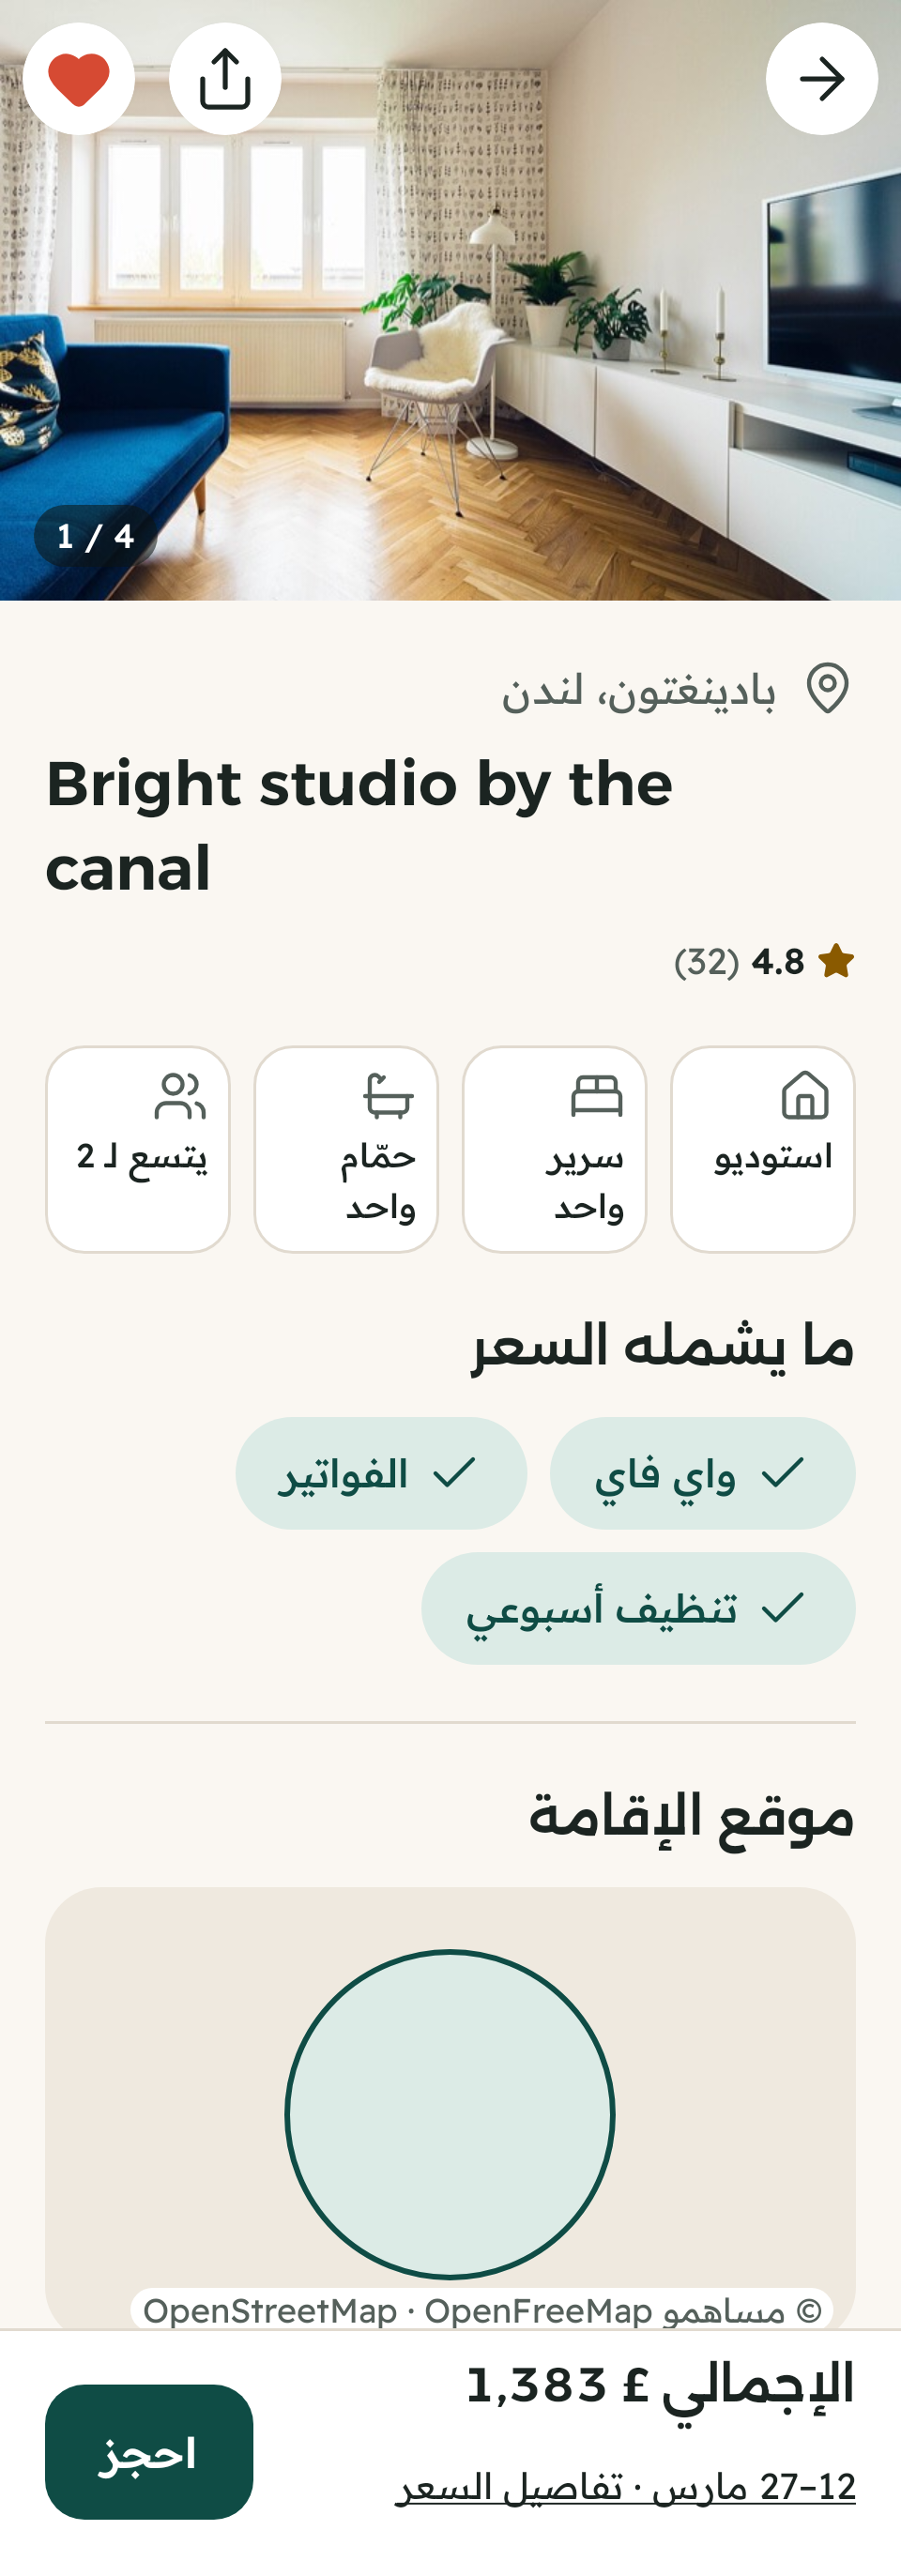 1 / 4
بادينغتون، لندن
Bright studio by the
canal
4.8 (32)
استوديو
سرير
واحد
حمّام
واحد
يتسع لـ 2
ما يشمله السعر
واي فاي
الفواتير
تنظيف أسبوعي
موقع الإقامة
© مساهمو OpenStreetMap · OpenFreeMap
الإجمالي £ 1,383
12–27 مارس · تفاصيل السعر
احجز